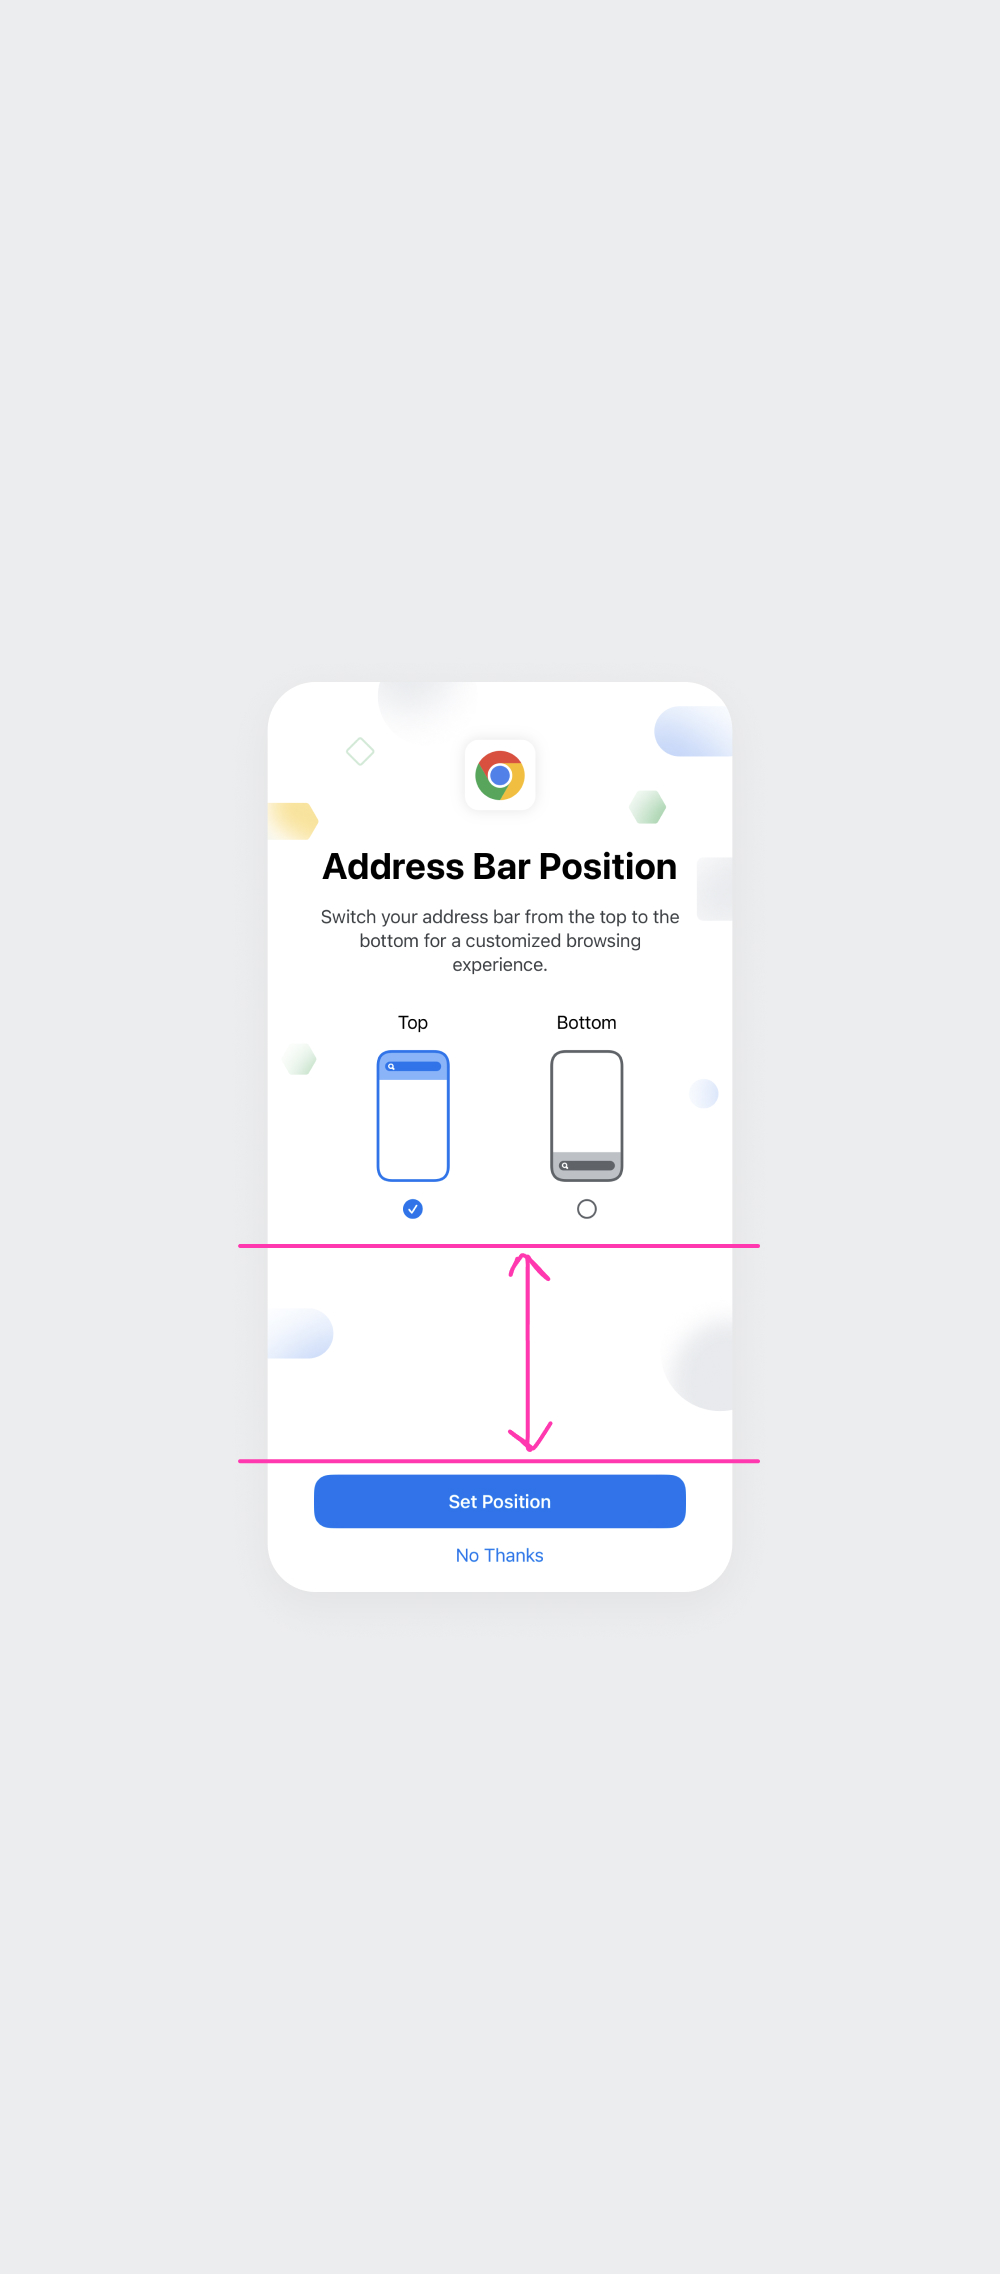 Address Bar Position
Switch your address bar from the top to the
bottom for a customized browsing
experience.
Top
Bottom
Set Position
No Thanks